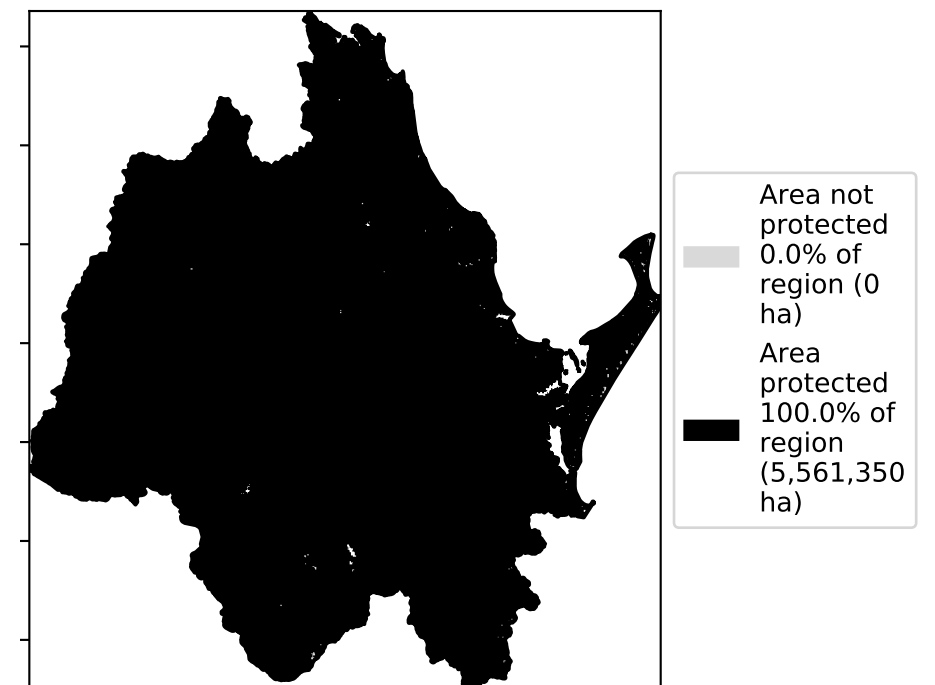 Area not
protected
0.0% of
region (0
ha)
Area
protected
100.0% of
region
(5,561,350
ha)